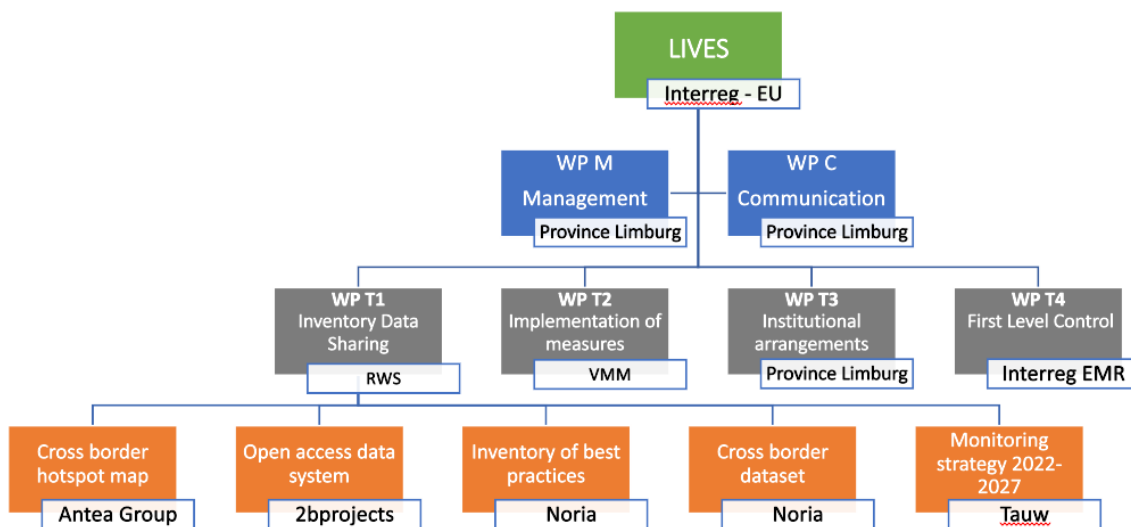 LIVES
Interreg - EU
WP M
Management
Province Limburg
WP C
Communication
Province Limburg
WP T1
Inventory Data
Sharing
RWS
WP T2
Implementation of
measures
VMM
WP T3
Institutional
arrangements
Province Limburg
WP T4
First Level Control
Interreg EMR
Cross border
hotspot map
Antea Group
Open access data
system
2bprojects
Inventory of best
practices
Noria
Cross border
dataset
Noria
Monitoring
strategy 2022-
2027
Tauw